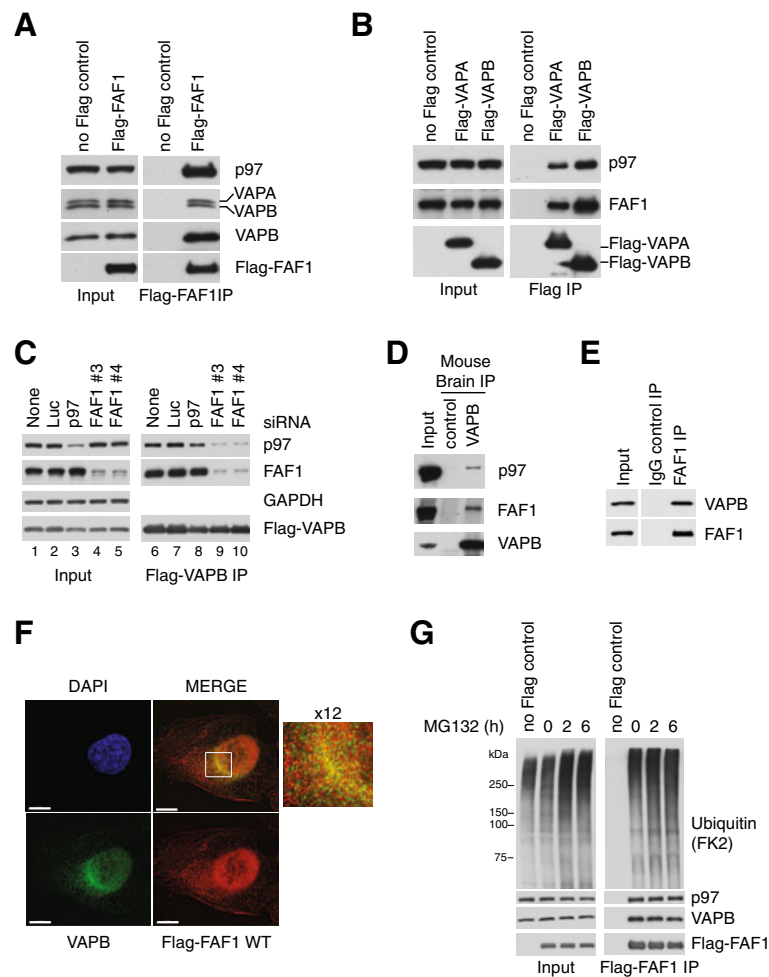 A
no Flag control
Flag-FAF1
no Flag control
Flag-FAF1
p97
VAPA
VAPB
VAPB
Flag-FAF1
Input
Flag-FAF1IP
B
no Flag control
Flag-VAPA
Flag-VAPB
no Flag control
Flag-VAPA
Flag-VAPB
p97
FAF1
Flag-VAPA
Flag-VAPB
Input
Flag IP
C
None
Luc
p97
FAF1 #3
FAF1 #4
None
Luc
p97
FAF1 #3
FAF1 #4
siRNA
p97
FAF1
GAPDH
Flag-VAPB
1 2 3 4 5 6 7 8 9 10
Input
Flag-VAPB IP
D
Mouse
Brain IP
Input
control
VAPB
p97
FAF1
VAPB
E
Input
IgG control IP
FAF1 IP
VAPB
FAF1
F
DAPI
MERGE
x12
VAPB
Flag-FAF1 WT
G
no Flag control
no Flag control
MG132 (h) 0 2 6 0 2 6
kDa
250
150
100
75
Ubiquitin
(FK2)
p97
VAPB
Flag-FAF1
Input
Flag-FAF1 IP